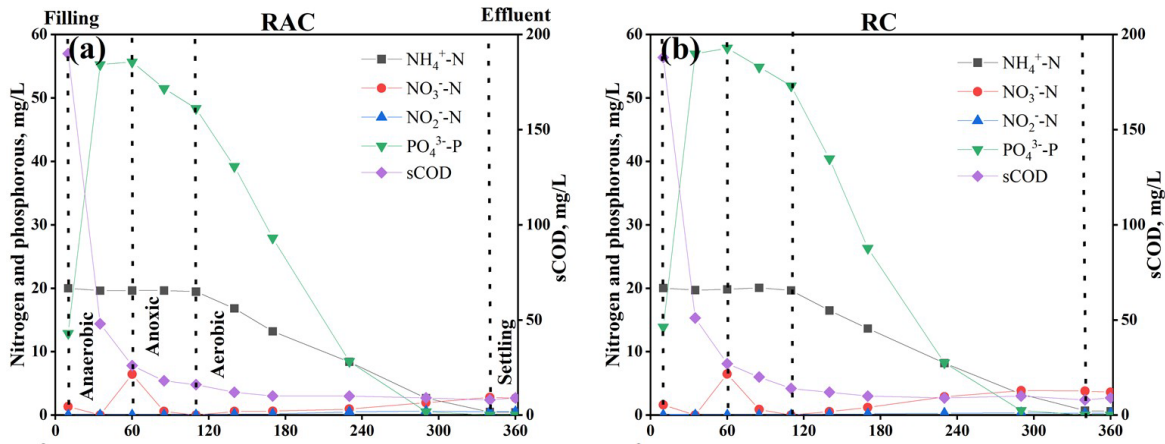 Filling
RAC
Effluent
RC
(a)
NH₄⁺-N
NO₃⁻-N
NO₂⁻-N
PO₄³⁻-P
sCOD
Anaerobic
Anoxic
Aerobic
Settling
Nitrogen and phosphorous, mg/L
60
50
40
30
20
10
0
200
150
100
50
0
sCOD, mg/L
0 60 120 180 240 300 360
(b)
NH₄⁺-N
NO₃⁻-N
NO₂⁻-N
PO₄³⁻-P
sCOD
Nitrogen and phosphorous, mg/L
60
50
40
30
20
10
0
200
150
100
50
0
sCOD, mg/L
0 60 120 180 240 300 360